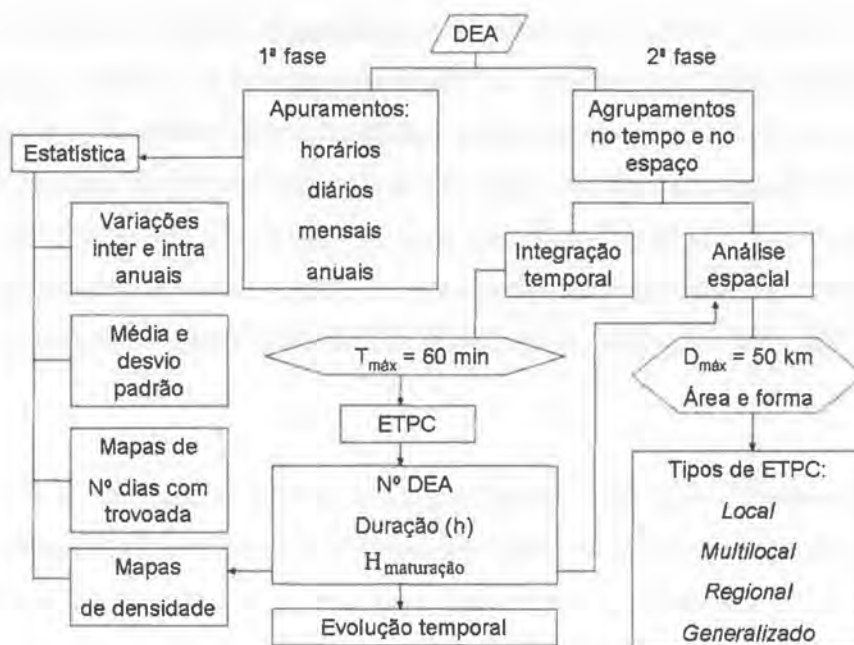 DEA
1ª fase
2ª fase
Apuramentos:
horários
diários
mensais
anuais
Agrupamentos
no tempo e no
espaço
Estatística
Variações
inter e intra
anuais
Integração
temporal
Análise
espacial
Média e
desvio
padrão
Tmáx = 60 min
Dmáx = 50 km
Área e forma
ETPC
Mapas de
Nº dias com
trovoada
Nº DEA
Duração (h)
Hmaturação
Tipos de ETPC:
Local
Multilocal
Regional
Generalizado
Mapas
de densidade
Evolução temporal